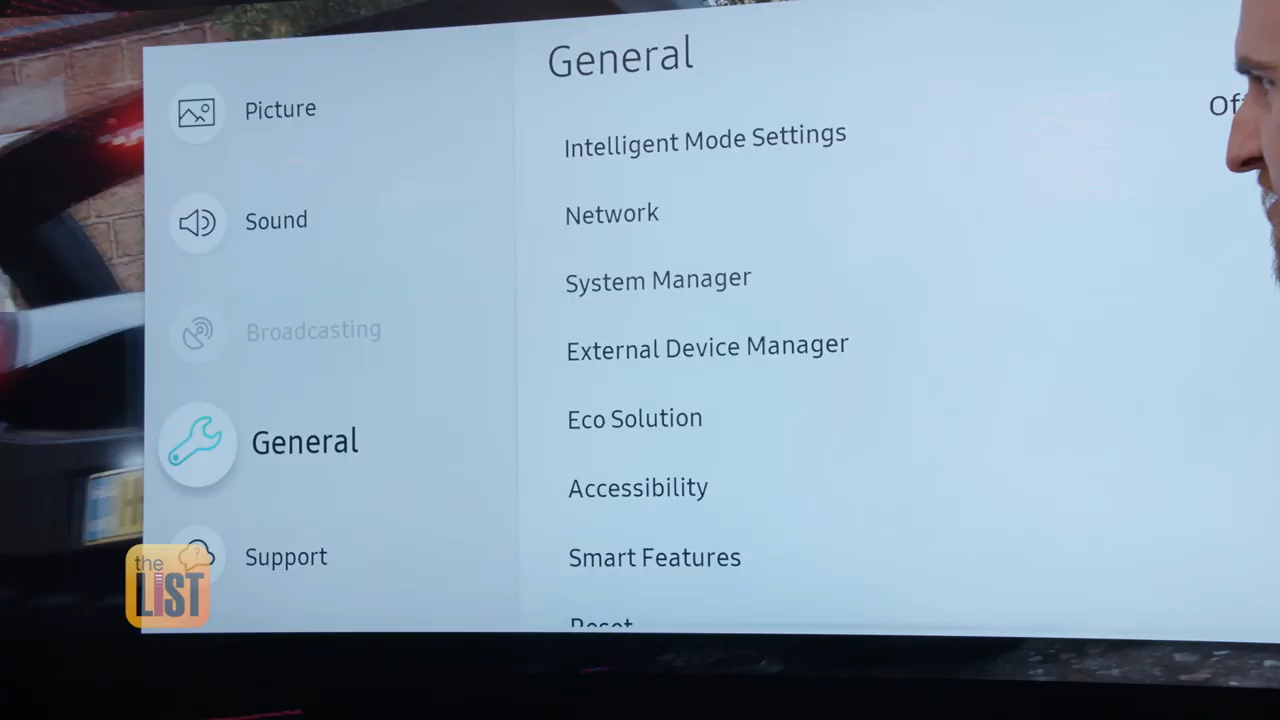 General
Picture
Intelligent Mode Settings
Sound
Network
System Manager
Broadcasting
External Device Manager
Eco Solution
General
Accessibility
Support
Smart Features
Reset
the
LIST